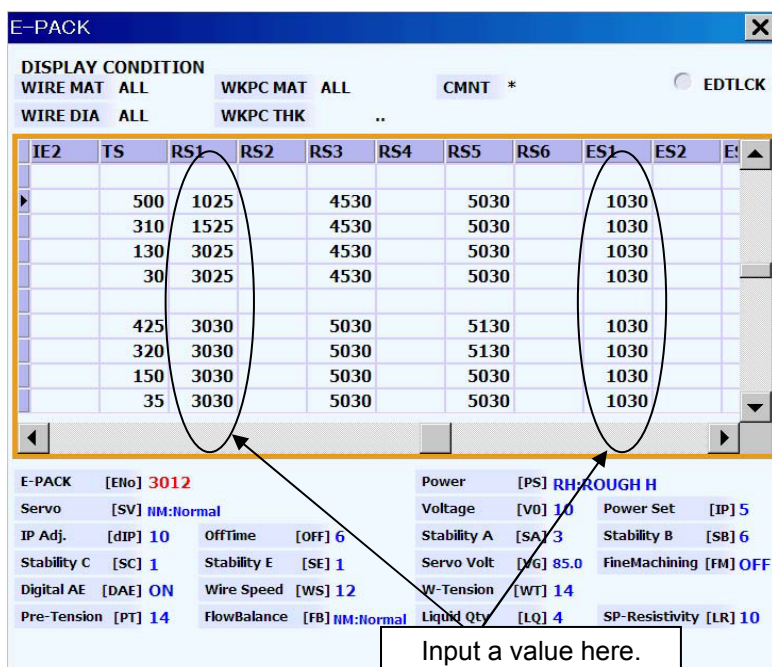 E-PACK
DISPLAY CONDITION
WIRE MAT ALL WKPC MAT ALL CMNT * EDTLCK
WIRE DIA ALL WKPC THK ..
IE2 TS RS1 RS2 RS3 RS4 RS5 RS6 ES1 ES2
500 1025 4530 5030 1030
310 1525 4530 5030 1030
130 3025 4530 5030 1030
30 3025 4530 5030 1030
425 3030 5030 5130 1030
320 3030 5030 5130 1030
150 3030 5030 5030 1030
35 3030 5030 5030 1030
E-PACK [ENo] 3012 Power [PS] RH:ROUGH H
Servo [SV] NM:Normal Voltage [V0] 10 Power Set [IP] 5
IP Adj. [dIP] 10 OffTime [OFF] 6 Stability A [SA] 3 Stability B [SB] 6
Stability C [SC] 1 Stability E [SE] 1 Servo Volt [VG] 85.0 FineMachining [FM] OFF
Digital AE [DAE] ON Wire Speed [WS] 12 W-Tension [WT] 14
Pre-Tension [PT] 14 FlowBalance [FB] NM:Normal Liquid Qty [LQ] 4 SP-Resistivity [LR] 10
Input a value here.